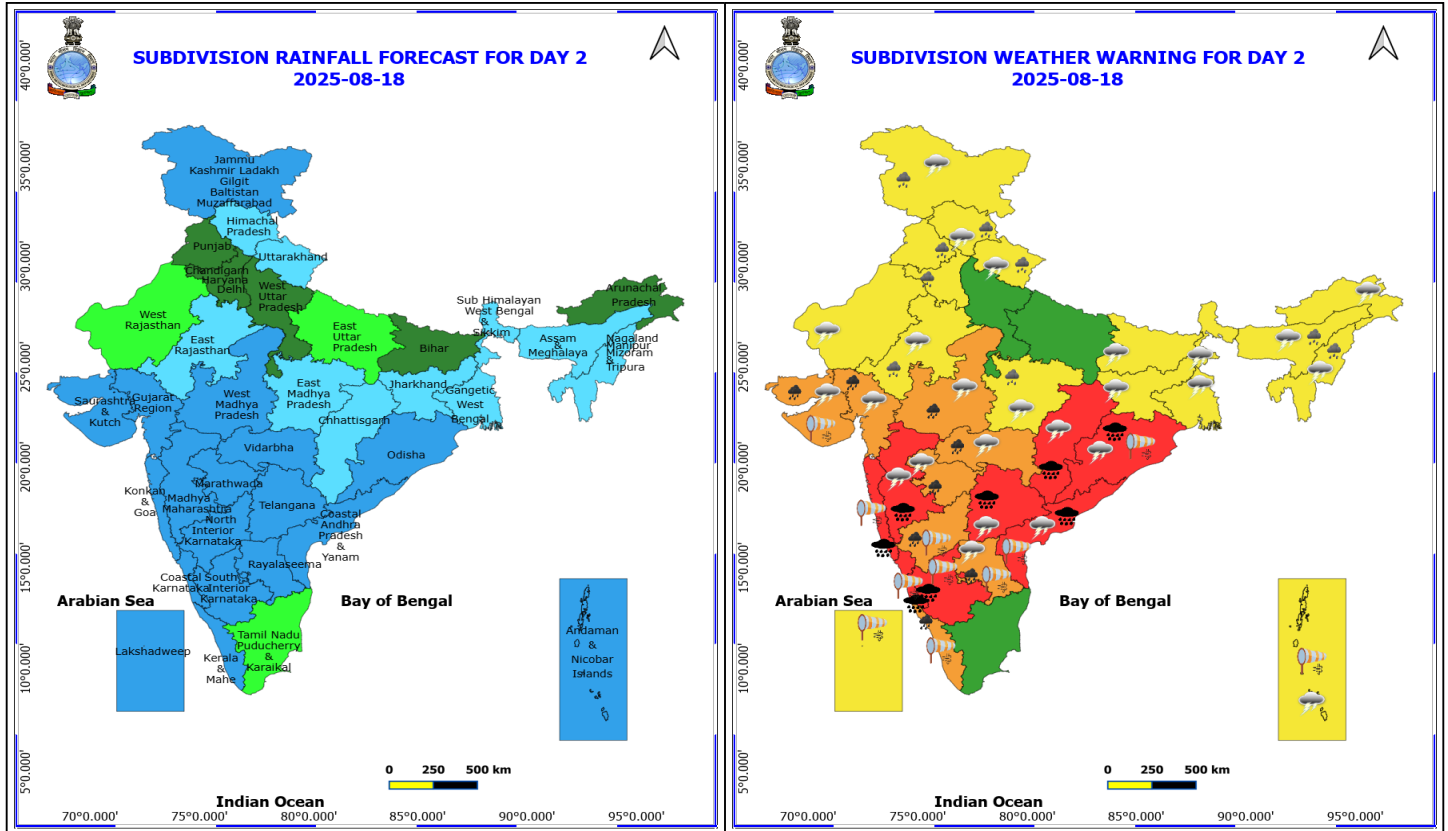 SUBDIVISION RAINFALL FORECAST FOR DAY 2
2025-08-18
40°0.000'
35°0.000'
30°0.000'
25°0.000'
20°0.000'
15°0.000'
10°0.000'
5°0.000'
Jammu
Kashmir Ladakh
Gilgit
Baltistan
Muzaffarabad
Himachal
Pradesh
Punjab
Uttarakhand
Chandigarh
Haryana
Delhi
West
Uttar
Pradesh
Arunachal
Pradesh
West
Rajasthan
East
Rajasthan
East
Uttar
Pradesh
Bihar
Sub Himalayan
West Bengal
&
Sikkim
Assam
&
Meghalaya
Nagaland
Manipur
Mizoram
&
Tripura
Saurashtra
&
Kutch
Gujarat
Region
West
Madhya
Pradesh
East
Madhya
Pradesh
Jharkhand
Gangetic
West
Bengal
Chhattisgarh
Vidarbha
Odisha
Konkan
&
Goa
Madhya
Maharashtra
Marathwada
Telangana
North
Interior
Karnataka
Coastal
Andhra
Pradesh
&
Yanam
Rayalaseema
Coastal
Karnataka
South
Interior
Karnataka
Arabian Sea
Bay of Bengal
Tamil Nadu
Puducherry
&
Karaikal
Lakshadweep
Kerala
&
Mahe
Andaman
&
Nicobar
Islands
0 250 500 km
Indian Ocean
70°0.000' 75°0.000' 80°0.000' 85°0.000' 90°0.000' 95°0.000'
SUBDIVISION WEATHER WARNING FOR DAY 2
2025-08-18
40°0.000'
35°0.000'
30°0.000'
25°0.000'
20°0.000'
15°0.000'
10°0.000'
5°0.000'
Arabian Sea
Bay of Bengal
0 250 500 km
Indian Ocean
70°0.000' 75°0.000' 80°0.000' 85°0.000' 90°0.000' 95°0.000'